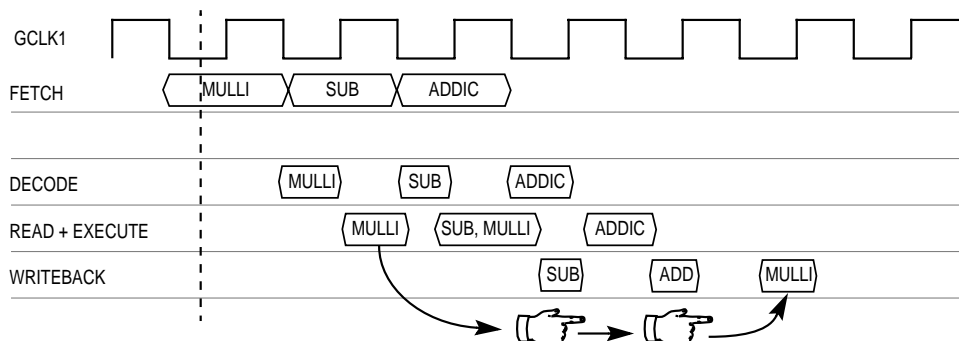 GCLK1
FETCH MULLI SUB ADDIC
DECODE MULLI SUB ADDIC
READ + EXECUTE MULLI SUB, MULLI ADDIC
WRITEBACK SUB ADD MULLI